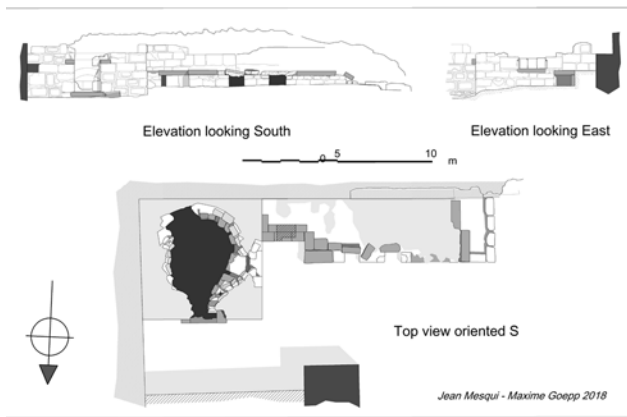 Elevation looking South
Elevation looking East
0 5 10 m
Top view oriented S
Jean Mesqui - Maxime Goepp 2018